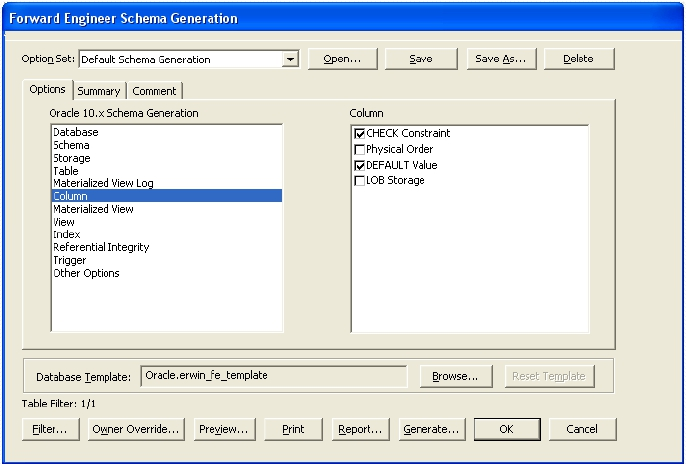 Forward Engineer Schema Generation
Option Set: Default Schema Generation Open... Save Save As... Delete
Options Summary Comment
Oracle 10.x Schema Generation Column
Database
Schema
Storage
Table
Materialized View Log
Column
Materialized View
View
Index
Referential Integrity
Trigger
Other Options
CHECK Constraint
Physical Order
DEFAULT Value
LOB Storage
Database Template: Oracle.erwin_fe_template Browse... Reset Template
Table Filter: 1/1
Filter... Owner Override... Preview... Print Report... Generate... OK Cancel